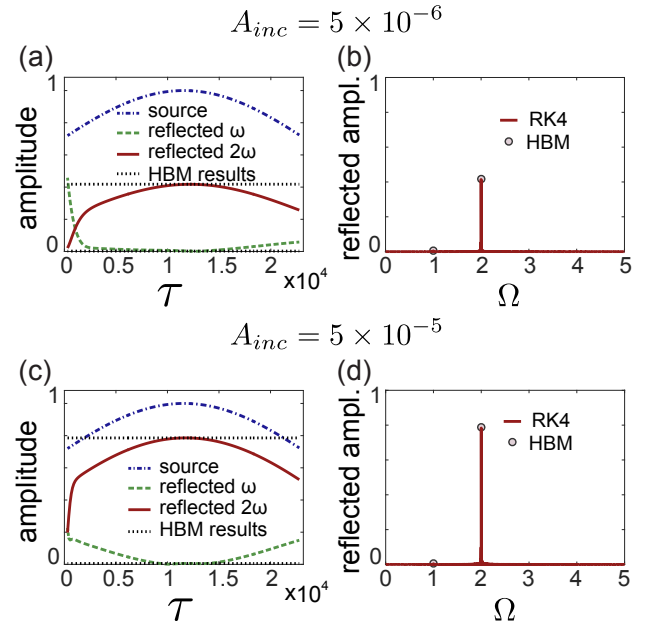 A_{inc} = 5 × 10^{-6}
(a) (b)
1
amplitude
source
reflected ω
reflected 2ω
HBM results
0
0 0.5 1 1.5 2
x10^4
τ
1
reflected ampl.
RK4
HBM
0
0 1 2 3 4 5
Ω
A_{inc} = 5 × 10^{-5}
(c) (d)
1
amplitude
source
reflected ω
reflected 2ω
HBM results
0
0 0.5 1 1.5 2
x10^4
τ
1
reflected ampl.
RK4
HBM
0
0 1 2 3 4 5
Ω